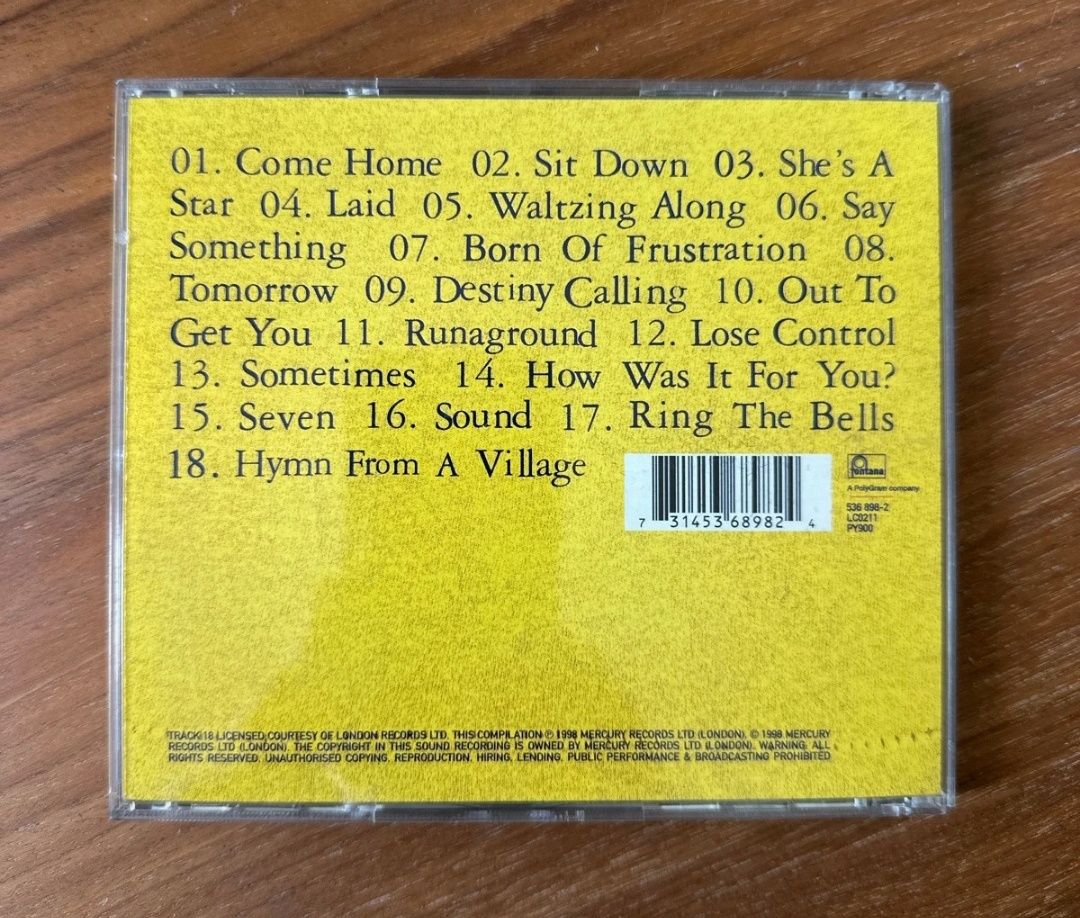 01. Come Home 02. Sit Down 03. She's A
Star 04. Laid 05. Waltzing Along 06. Say
Something 07. Born Of Frustration 08.
Tomorrow 09. Destiny Calling 10. Out To
Get You 11. Runaground 12. Lose Control
13. Sometimes 14. How Was It For You?
15. Seven 16. Sound 17. Ring The Bells
18. Hymn From A Village
7 31453 68982 4
fontana
A PolyGram company
536 898-2
LC0211
PY900
TRACK 18 LICENSED COURTESY OF LONDON RECORDS LTD. THIS COMPILATION ℗ 1998 MERCURY RECORDS LTD (LONDON). © 1998 MERCURY
RECORDS LTD (LONDON). THE COPYRIGHT IN THIS SOUND RECORDING IS OWNED BY MERCURY RECORDS LTD (LONDON). WARNING. ALL
RIGHTS RESERVED. UNAUTHORISED COPYING, REPRODUCTION, HIRING, LENDING, PUBLIC PERFORMANCE & BROADCASTING PROHIBITED